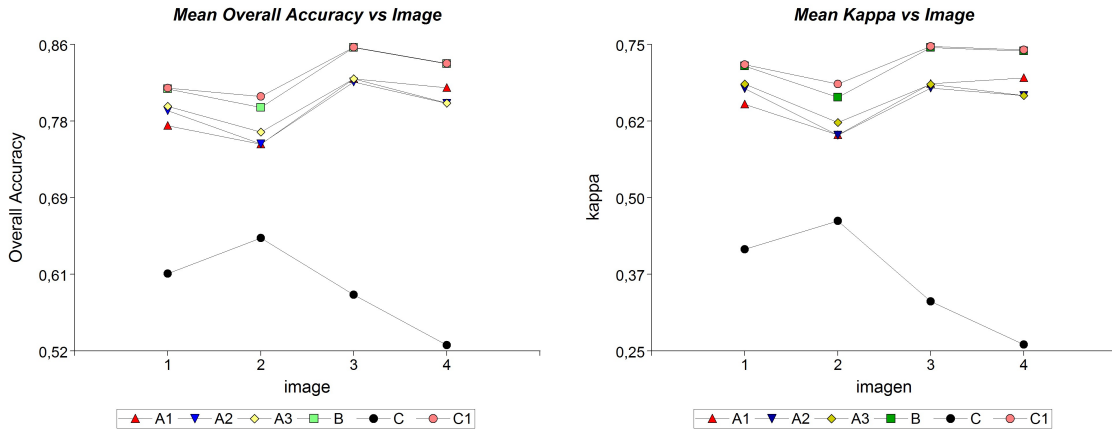 Mean Overall Accuracy vs Image
0,86
0,78
0,69
0,61
0,52
Overall Accuracy
1 2 3 4
image
A1 A2 A3 B C C1
Mean Kappa vs Image
0,75
0,62
0,50
0,37
0,25
kappa
1 2 3 4
imagen
A1 A2 A3 B C C1